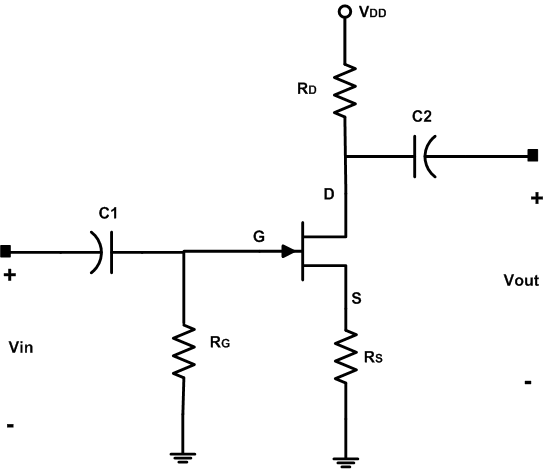 VDD
RD
C2
D
C1
G
+
+
S
Vout
Vin
RG
RS
-
-